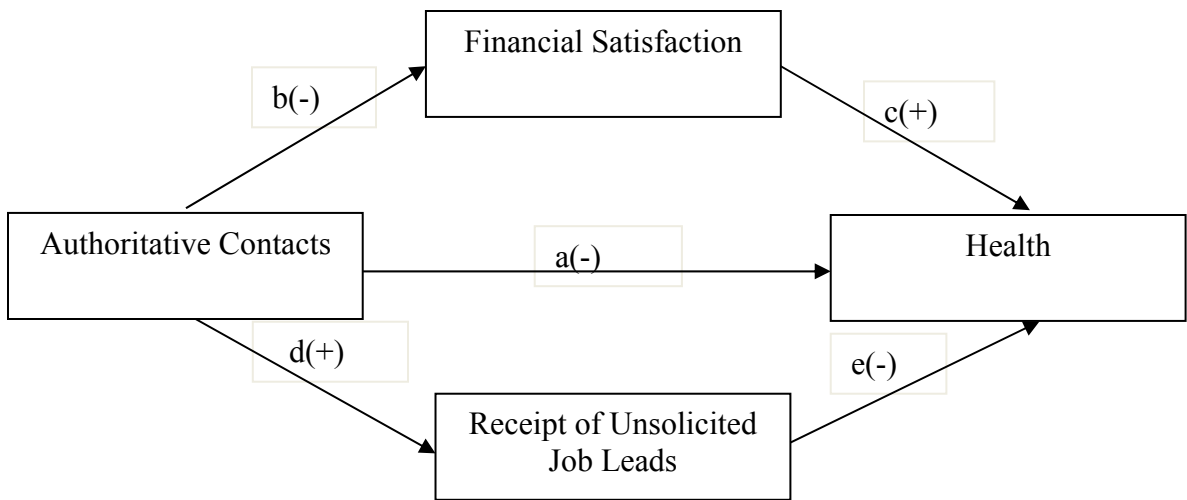 Financial Satisfaction
b(-)
c(+)
Authoritative Contacts
a(-)
Health
d(+)
e(-)
Receipt of Unsolicited
Job Leads